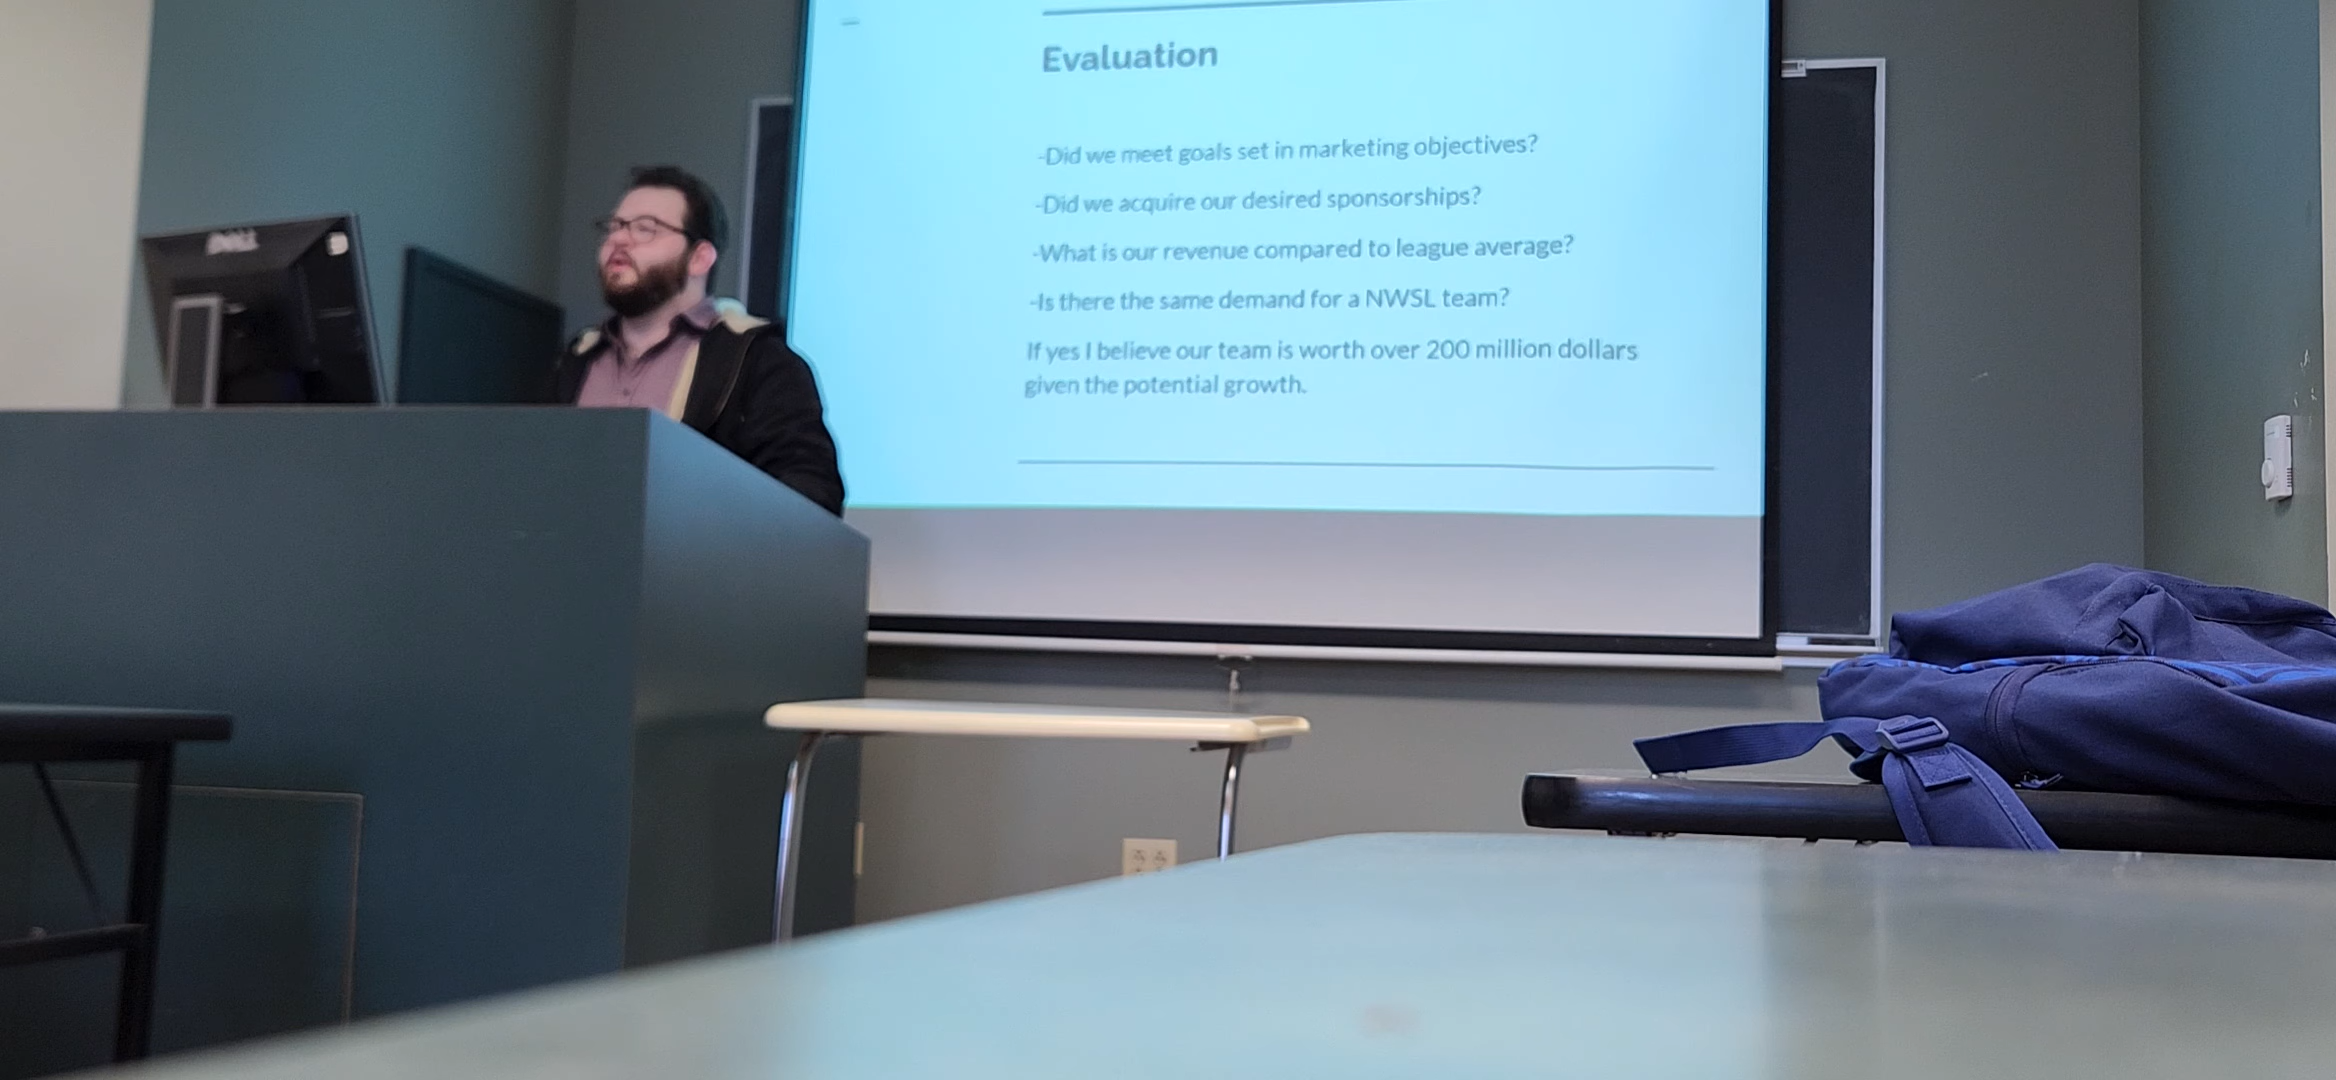 Evaluation
-Did we meet goals set in marketing objectives?
-Did we acquire our desired sponsorships?
-What is our revenue compared to league average?
-Is there the same demand for a NWSL team?
If yes I believe our team is worth over 200 million dollars
given the potential growth.
DELL